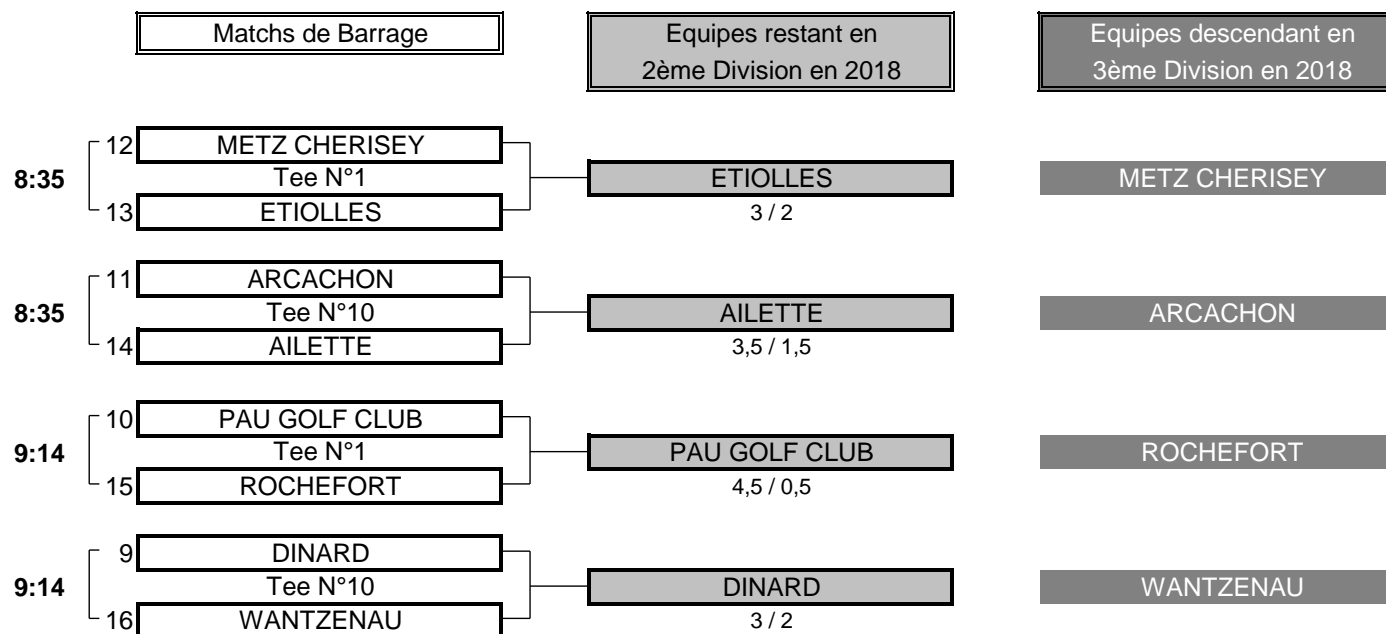 Matchs de Barrage
Equipes restant en
2ème Division en 2018
Equipes descendant en
3ème Division en 2018
12 METZ CHERISEY
8:35 Tee N°1 ETIOLLES METZ CHERISEY
13 ETIOLLES 3 / 2
11 ARCACHON
8:35 Tee N°10 AILETTE ARCACHON
14 AILETTE 3,5 / 1,5
10 PAU GOLF CLUB
9:14 Tee N°1 PAU GOLF CLUB ROCHEFORT
15 ROCHEFORT 4,5 / 0,5
9 DINARD
9:14 Tee N°10 DINARD WANTZENAU
16 WANTZENAU 3 / 2